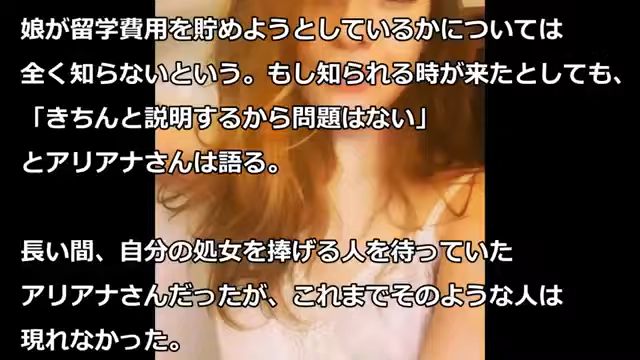 娘が留学費用を貯めようとしているかについては
全く知らないという。もし知られる時が来たとしても、
「きちんと説明するから問題はない」
とアリアナさんは語る。
長い間、自分の処女を捧げる人を待っていた
アリアナさんだったが、これまでそのような人は
現れなかった。